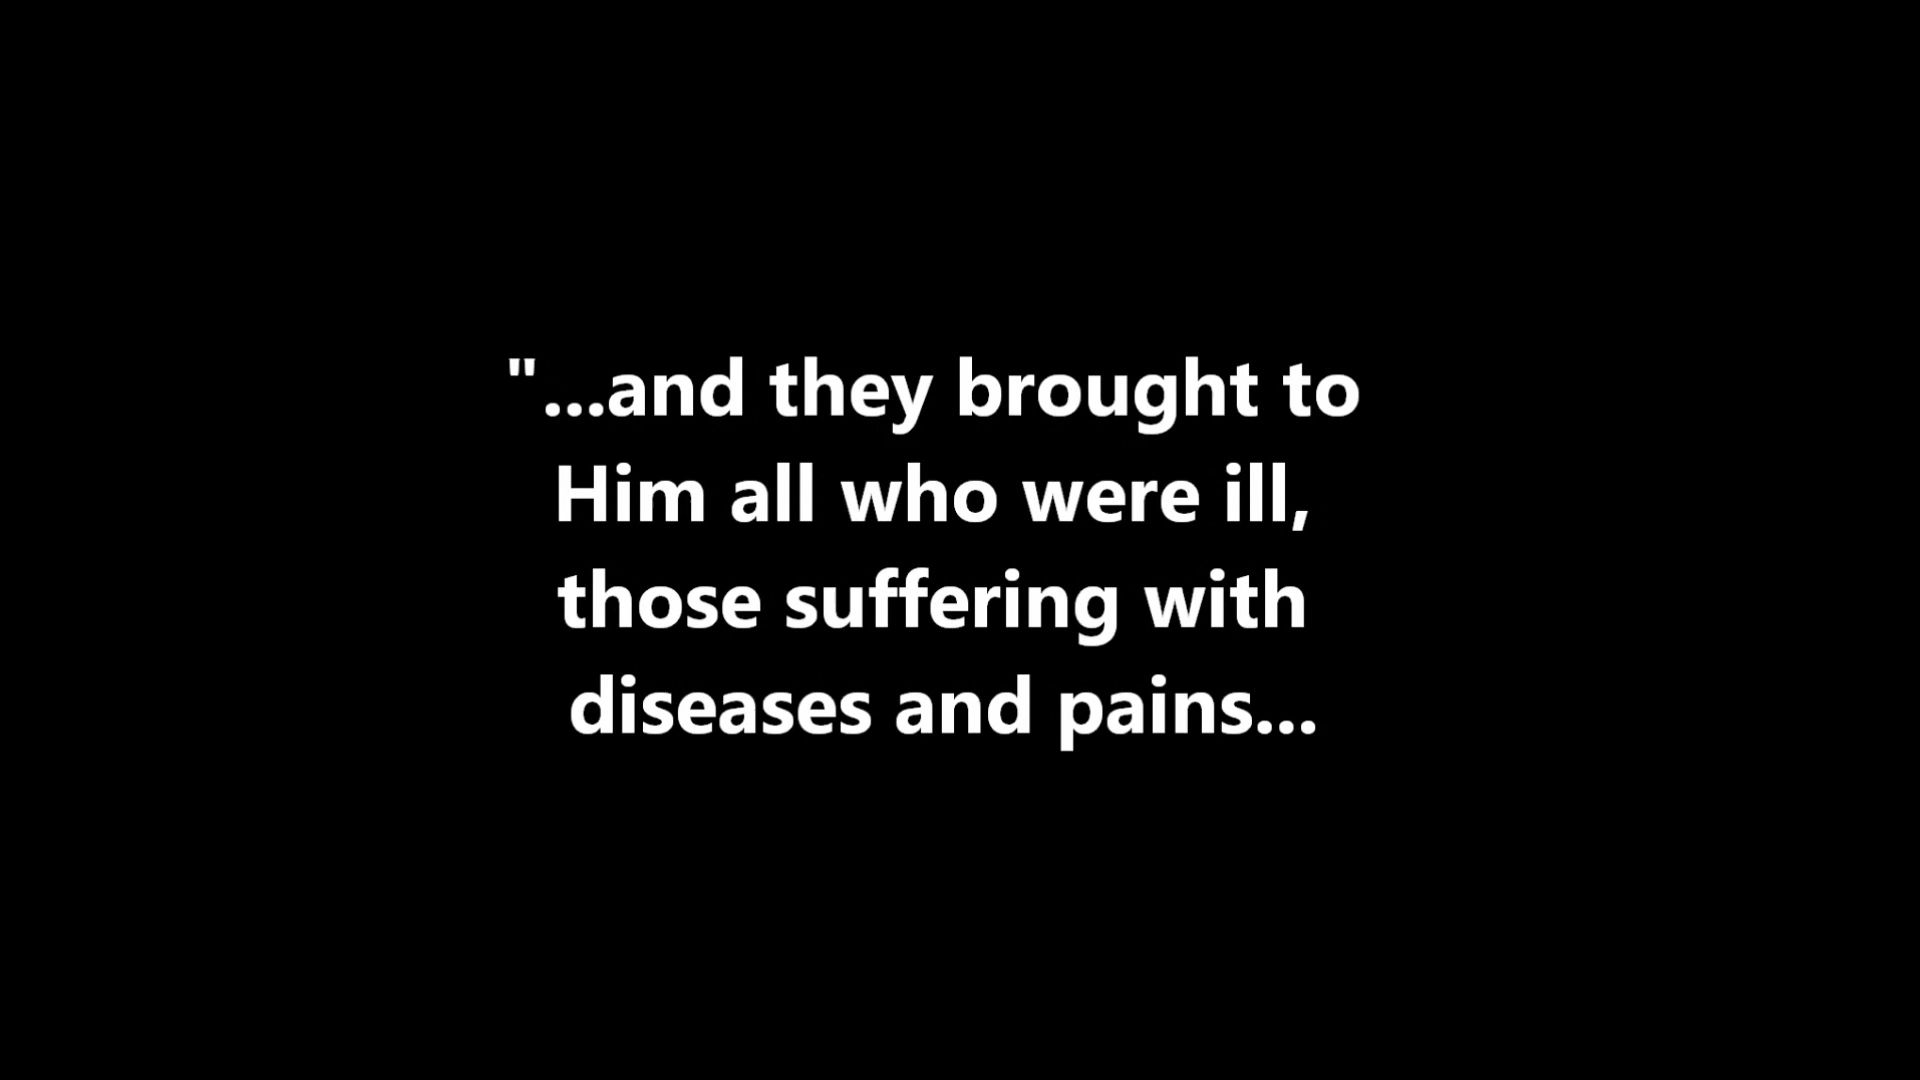 "...and they brought to
Him all who were ill,
those suffering with
diseases and pains...